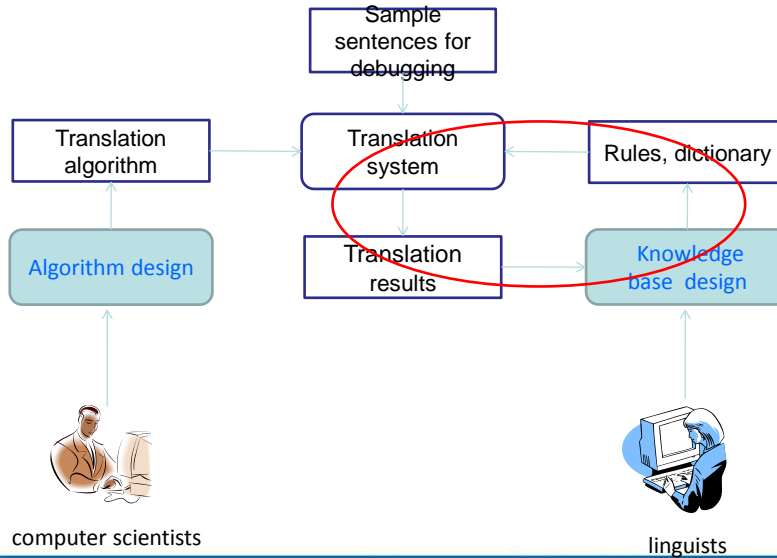 Sample
sentences for
debugging
Translation
algorithm
Translation
system
Rules, dictionary
Algorithm design
Translation
results
Knowledge
base design
computer scientists
linguists